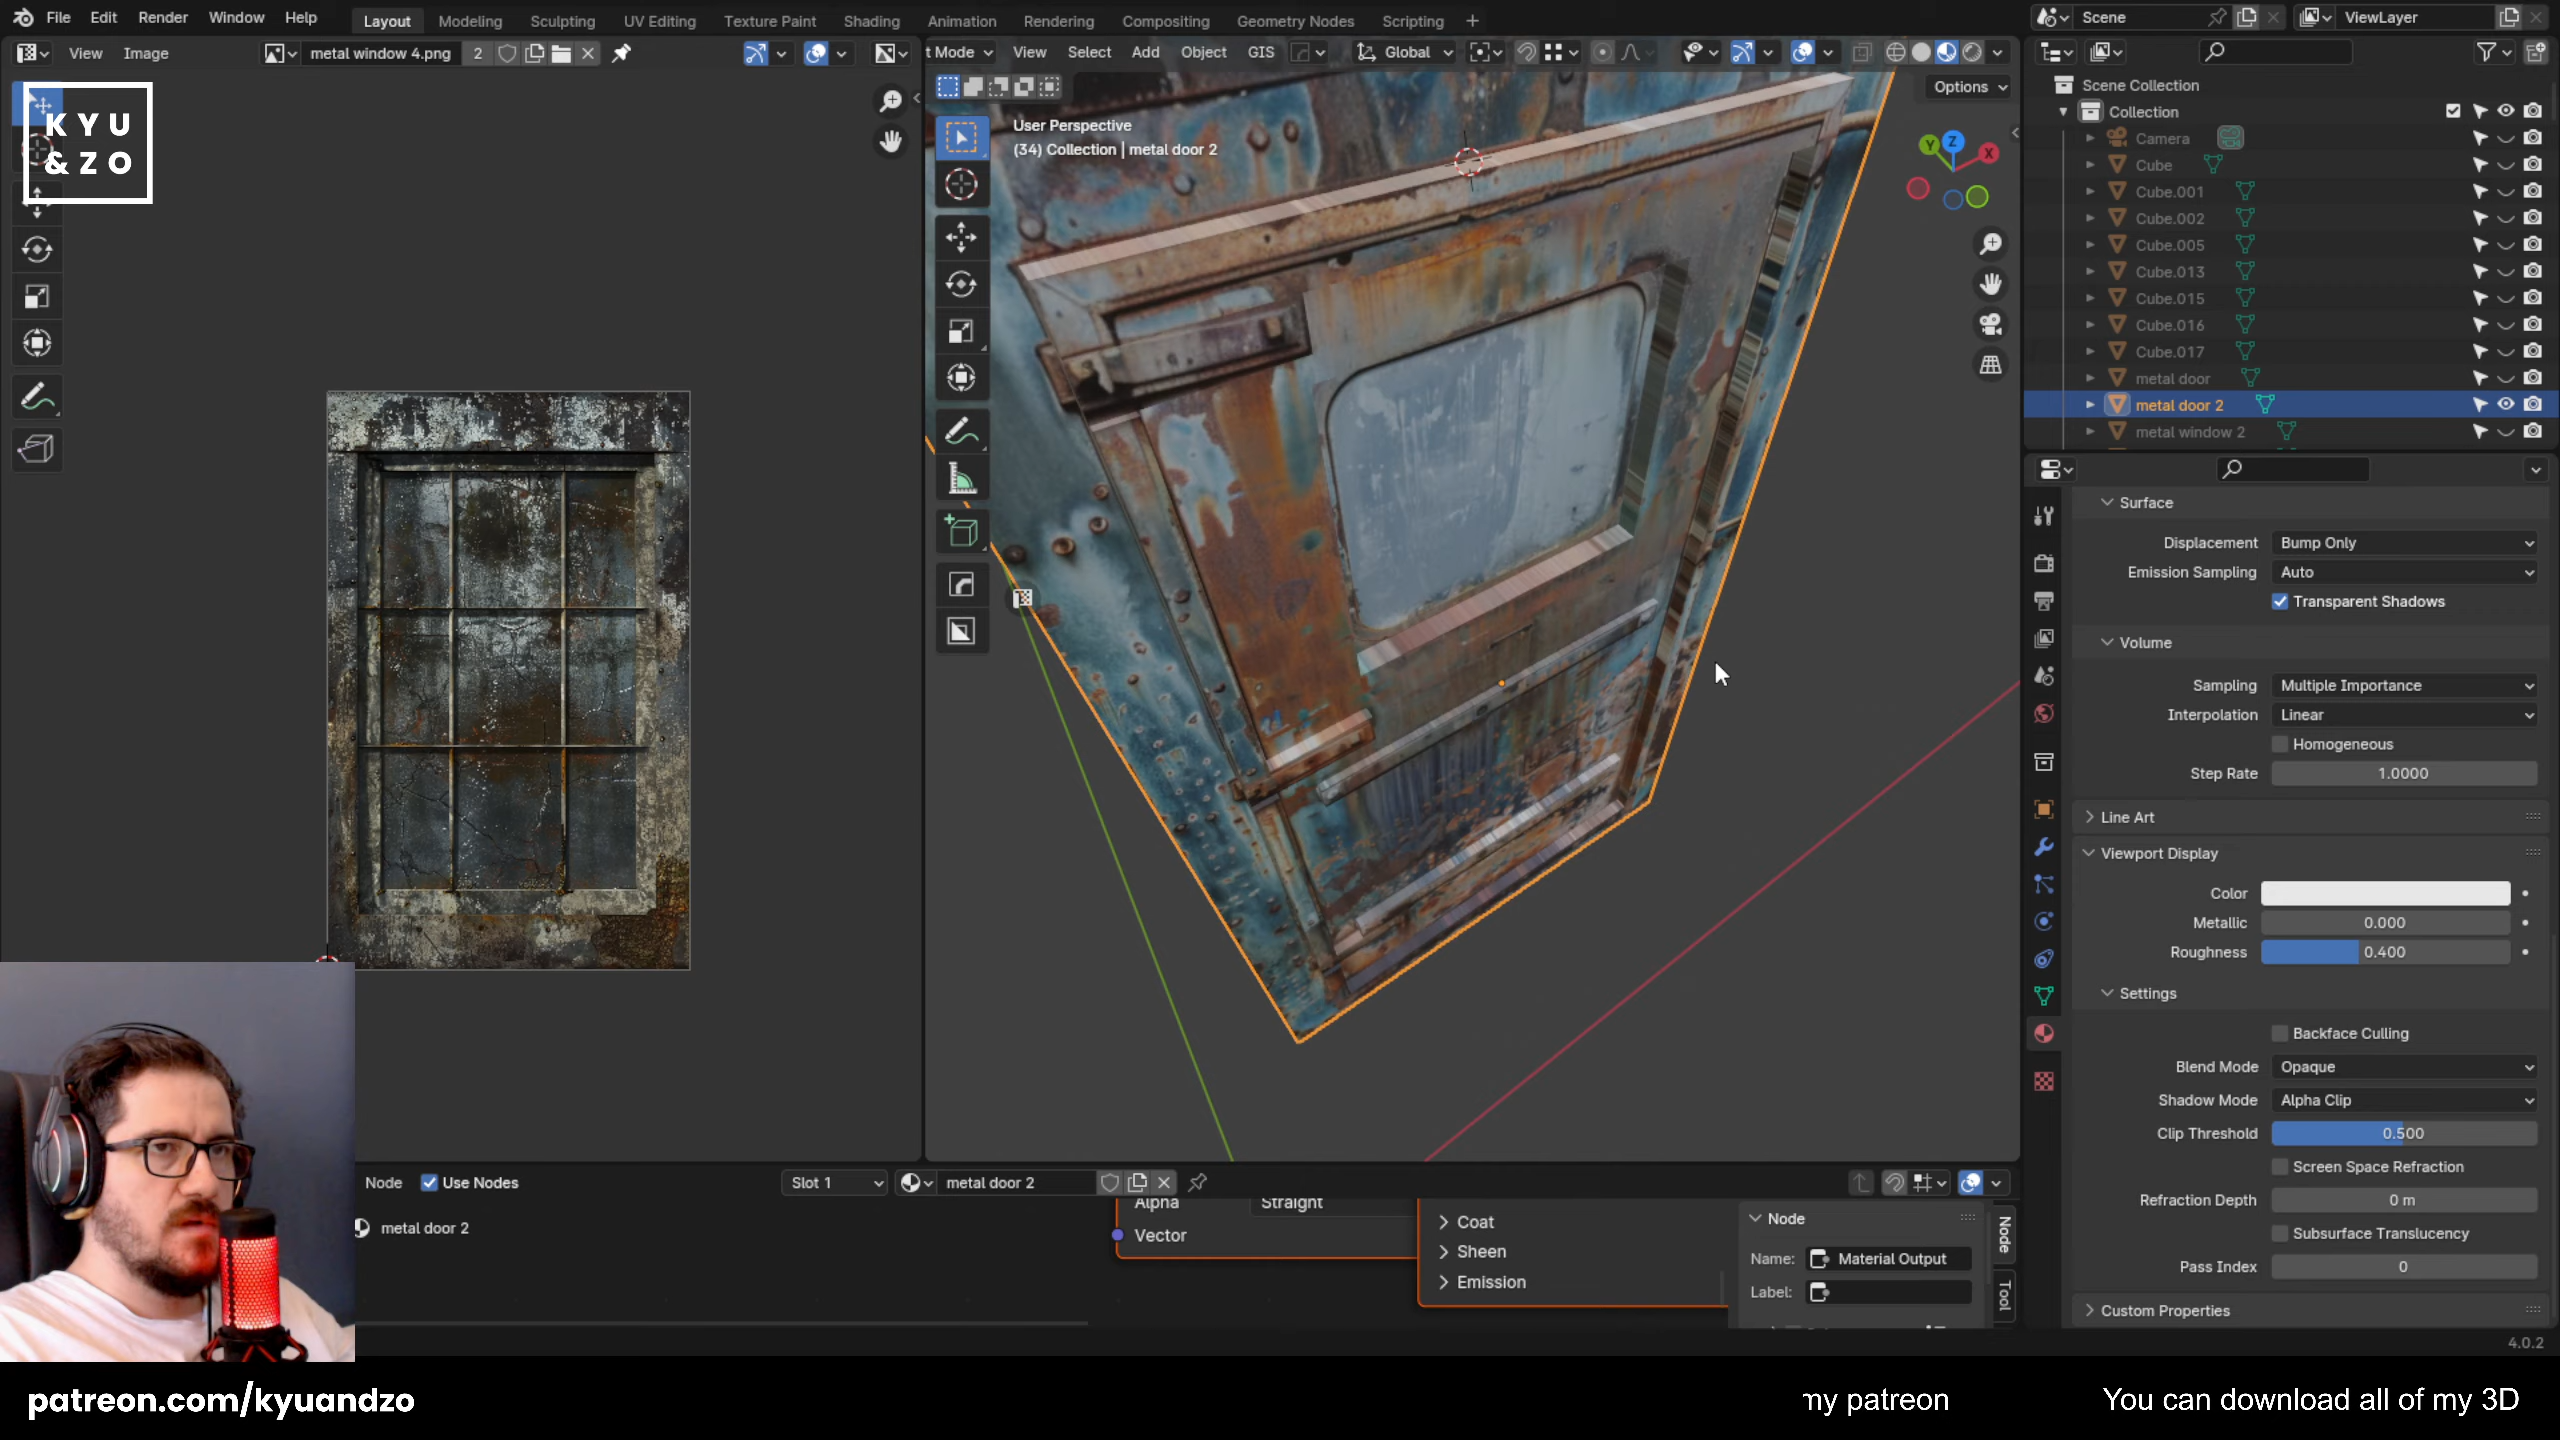 File Edit Render Window Help
Layout Modeling Sculpting UV Editing Texture Paint Shading Animation Rendering Compositing Geometry Nodes Scripting +
Scene
ViewLayer
View Image
metal window 4.png 2
t Mode View Select Add Object GIS
Global
Options
KYU
&ZO
User Perspective
(34) Collection | metal door 2
Z
Y
X
Scene Collection
Collection
Camera
Cube
Cube.001
Cube.002
Cube.005
Cube.013
Cube.015
Cube.016
Cube.017
metal door
metal door 2
metal window 2
Surface
Displacement Bump Only
Emission Sampling Auto
Transparent Shadows
Volume
Sampling Multiple Importance
Interpolation Linear
Homogeneous
Step Rate 1.0000
Line Art
Viewport Display
Color
Metallic 0.000
Roughness 0.400
Settings
Backface Culling
Blend Mode Opaque
Shadow Mode Alpha Clip
Clip Threshold 0.500
Screen Space Refraction
Refraction Depth 0 m
Subsurface Translucency
Pass Index 0
Custom Properties
Node Use Nodes
Slot 1
metal door 2
metal door 2
Alpha Straight
Vector
Coat
Sheen
Emission
Node
Name: Material Output
Label:
Node
Tool
4.0.2
patreon.com/kyuandzo
my patreon
You can download all of my 3D